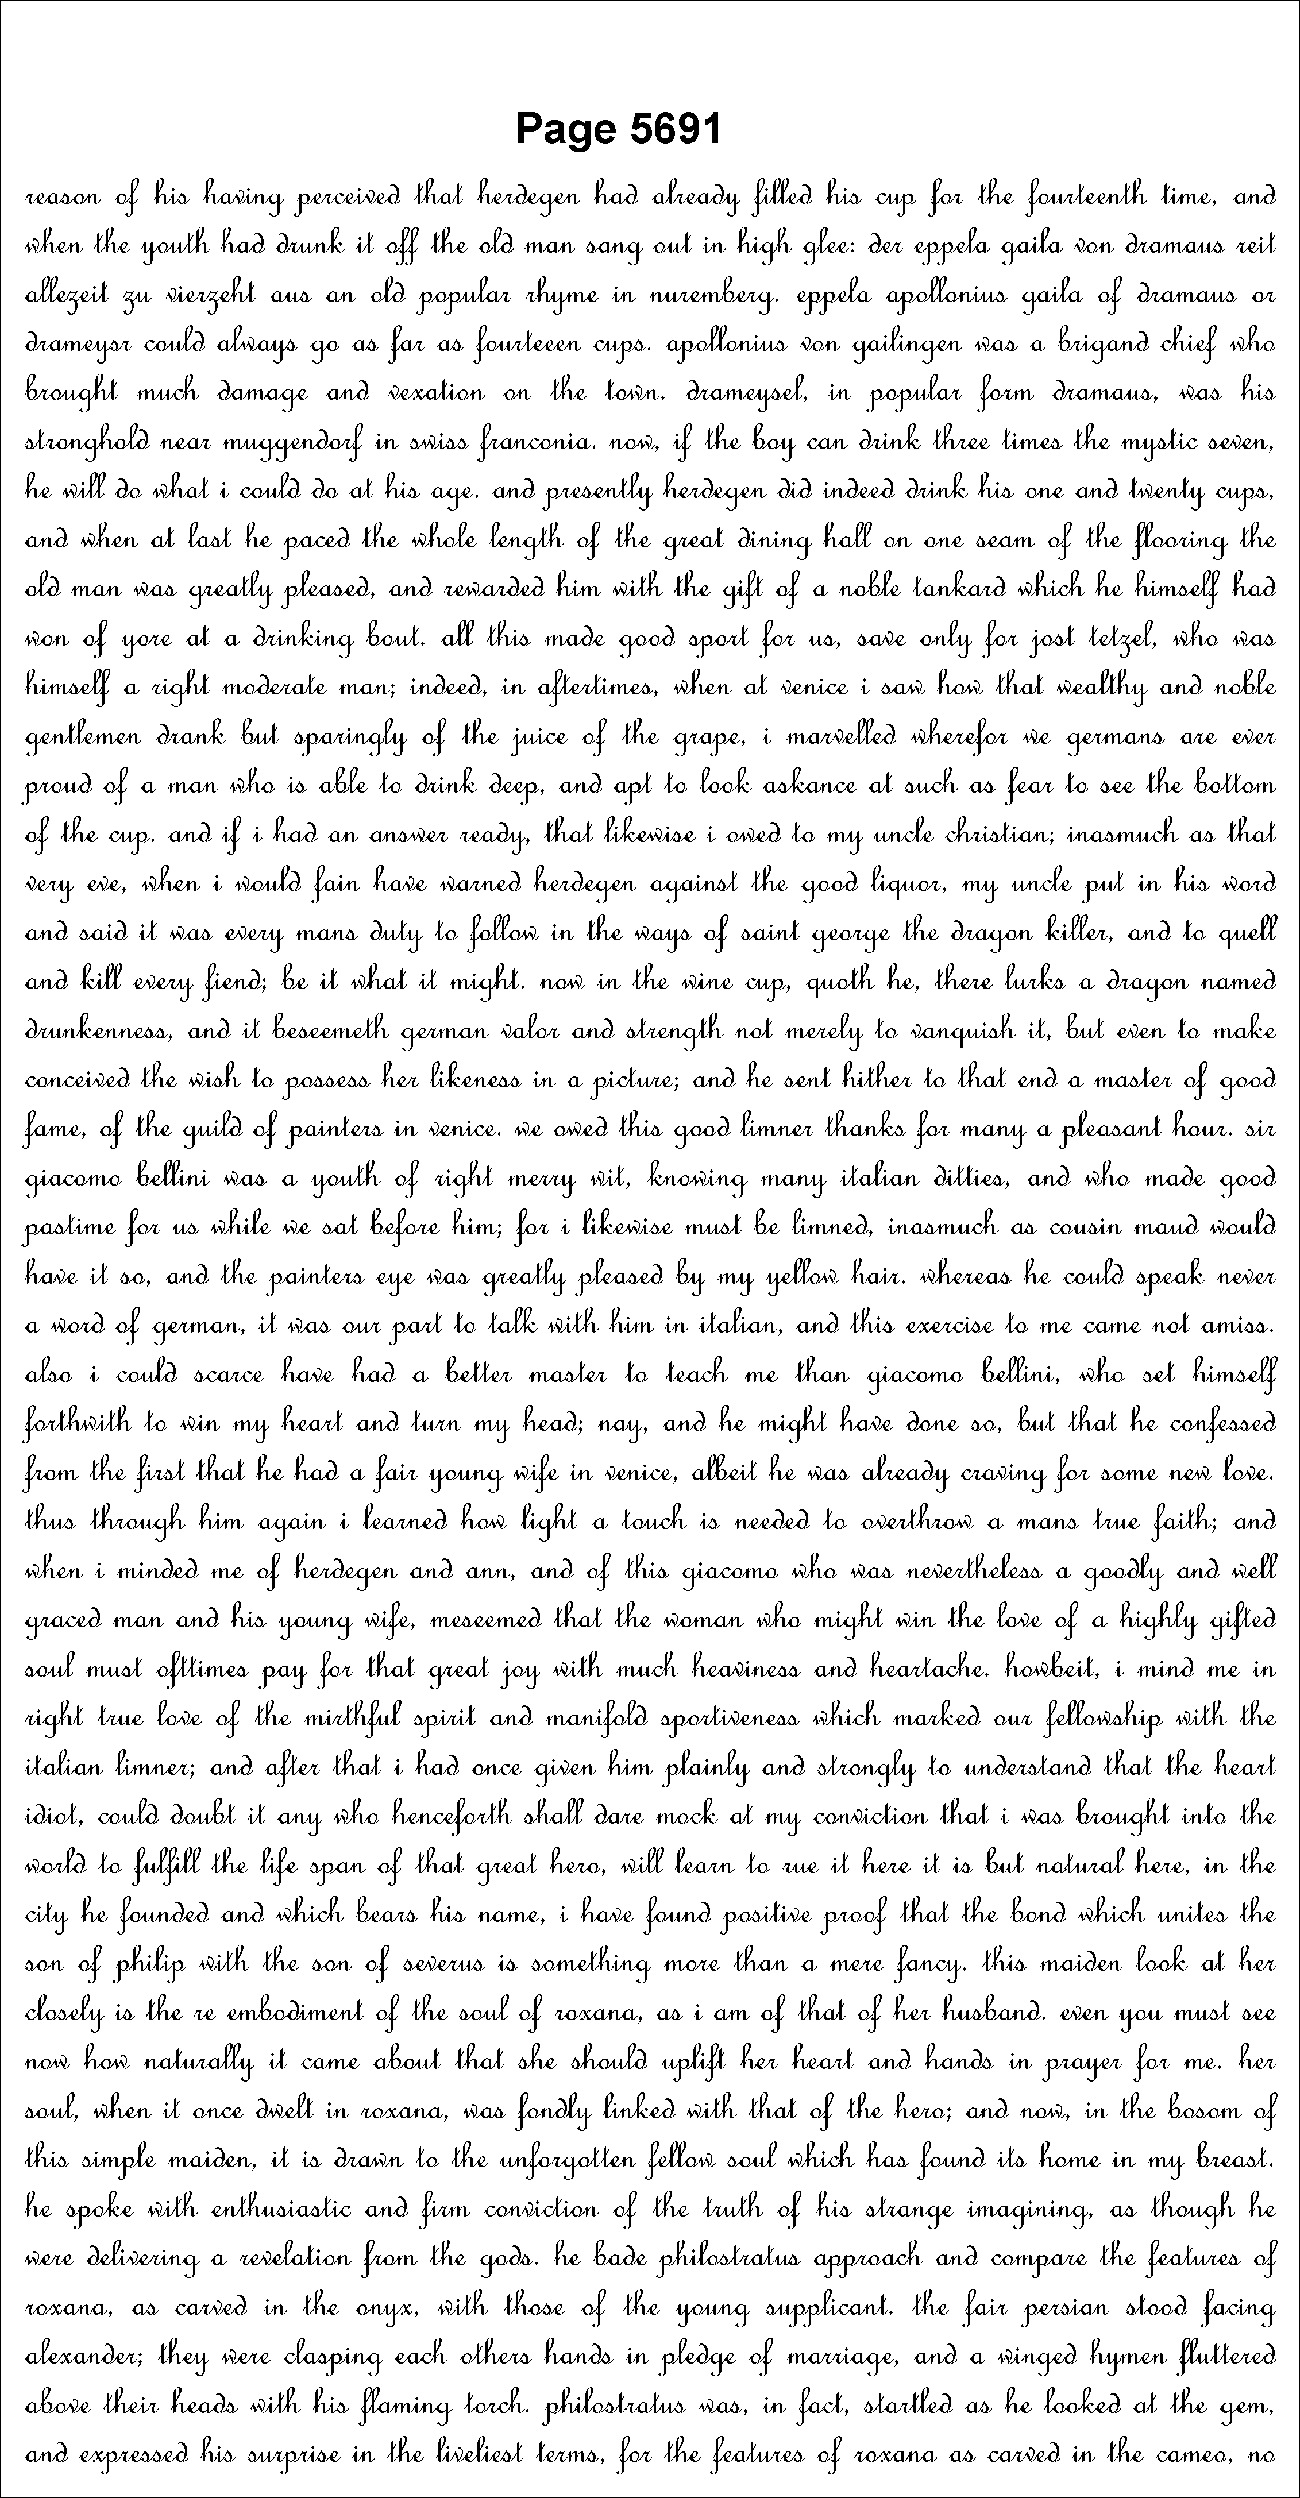 Page 5691
reason of his having perceived that herdegen had already filled his cup for the fourteenth time, and
when the youth had drunk it off the old man sang out in high glee: der eppela gaila von dramaus reit
allezeit zu vierzeht aus an old popular rhyme in nuremberg. eppela apollonius gaila of dramaus or
drameysr could always go as far as fourteeen cups. apollonius von gailingen was a brigand chief who
brought much damage and vexation on the town. drameysel, in popular form dramaus, was his
stronghold near muggendorf in swiss franconia. now, if the boy can drink three times the mystic seven,
he will do what i could do at his age. and presently herdegen did indeed drink his one and twenty cups,
and when at last he paced the whole length of the great dining hall on one seam of the flooring the
old man was greatly pleased, and rewarded him with the gift of a noble tankard which he himself had
won of yore at a drinking bout. all this made good sport for us, save only for jost tetzel, who was
himself a right moderate man; indeed, in aftertimes, when at venice i saw how that wealthy and noble
gentlemen drank but sparingly of the juice of the grape, i marvelled wherefor we germans are ever
proud of a man who is able to drink deep, and apt to look askance at such as fear to see the bottom
of the cup. and if i had an answer ready, that likewise i owed to my uncle christian; inasmuch as that
very eve, when i would fain have warned herdegen against the good liquor, my uncle put in his word
and said it was every mans duty to follow in the ways of saint george the dragon killer, and to quell
and kill every fiend; be it what it might. now in the wine cup, quoth he, there lurks a dragon named
drunkenness, and it beseemeth german valor and strength not merely to vanquish it, but even to make
conceived the wish to possess her likeness in a picture; and he sent hither to that end a master of good
fame, of the guild of painters in venice. we owed this good limner thanks for many a pleasant hour. sir
giacomo bellini was a youth of right merry wit, knowing many italian ditties, and who made good
pastime for us while we sat before him; for i likewise must be limned, inasmuch as cousin maud would
have it so, and the painters eye was greatly pleased by my yellow hair. whereas he could speak never
a word of german, it was our part to talk with him in italian, and this exercise to me came not amiss.
also i could scarce have had a better master to teach me than giacomo bellini, who set himself
forthwith to win my heart and turn my head; nay, and he might have done so, but that he confessed
from the first that he had a fair young wife in venice, albeit he was already craving for some new love.
thus through him again i learned how light a touch is needed to overthrow a mans true faith; and
when i minded me of herdegen and ann, and of this giacomo who was nevertheless a goodly and well
graced man and his young wife, meseemed that the woman who might win the love of a highly gifted
soul must ofttimes pay for that great joy with much heaviness and heartache. howbeit, i mind me in
right true love of the mirthful spirit and manifold sportiveness which marked our fellowship with the
italian limner; and after that i had once given him plainly and strongly to understand that the heart
idiot, could doubt it any who henceforth shall dare mock at my conviction that i was brought into the
world to fulfill the life span of that great hero, will learn to rue it here it is but natural here, in the
city he founded and which bears his name, i have found positive proof that the bond which unites the
son of philip with the son of severus is something more than a mere fancy. this maiden look at her
closely is the re embodiment of the soul of roxana, as i am of that of her husband. even you must see
now how naturally it came about that she should uplift her heart and hands in prayer for me. her
soul, when it once dwelt in roxana, was fondly linked with that of the hero; and now, in the bosom of
this simple maiden, it is drawn to the unforgotten fellow soul which has found its home in my breast.
he spoke with enthusiastic and firm conviction of the truth of his strange imagining, as though he
were delivering a revelation from the gods. he bade philostratus approach and compare the features of
roxana, as carved in the onyx, with those of the young supplicant. the fair persian stood facing
alexander; they were clasping each others hands in pledge of marriage, and a winged hymen fluttered
above their heads with his flaming torch. philostratus was, in fact, startled as he looked at the gem,
and expressed his surprise in the liveliest terms, for the features of roxana as carved in the cameo, no